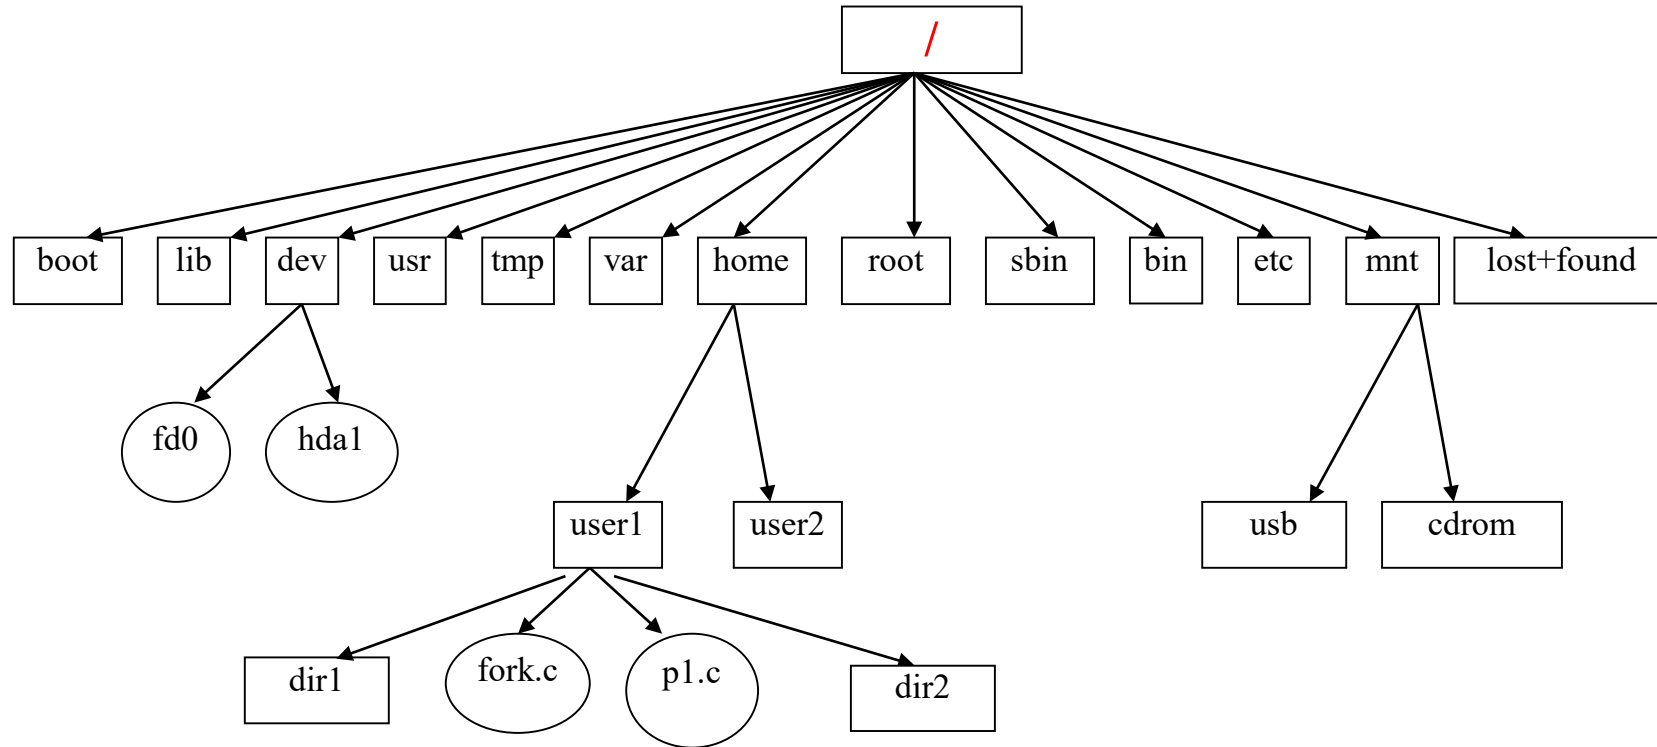 /
boot
lib
dev
usr
tmp
var
home
root
sbin
bin
etc
mnt
lost+found
fd0
hda1
user1
user2
usb
cdrom
dir1
fork.c
p1.c
dir2